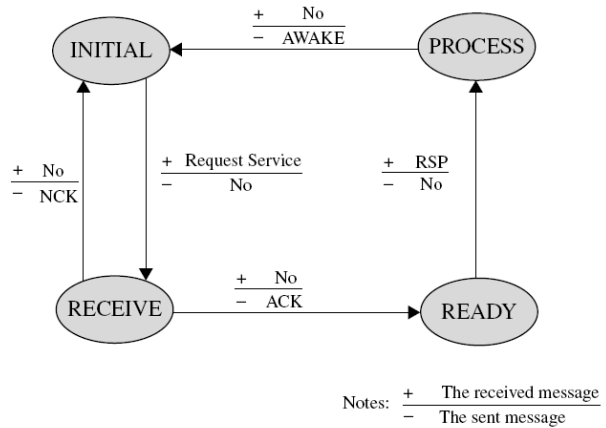 + No
− AWAKE
INITIAL
PROCESS
+ No
− NCK
+ Request Service
− No
+ RSP
− No
RECEIVE
+ No
− ACK
READY
Notes: + The received message
− The sent message